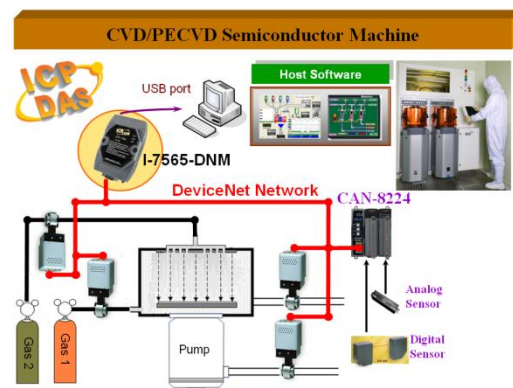 CVD/PECVD Semiconductor Machine
ICP
DAS
USB port
Host Software
I-7565-DNM
DeviceNet Network
CAN-8224
Analog
Sensor
Digital
Sensor
Gas 2
Gas 1
Pump